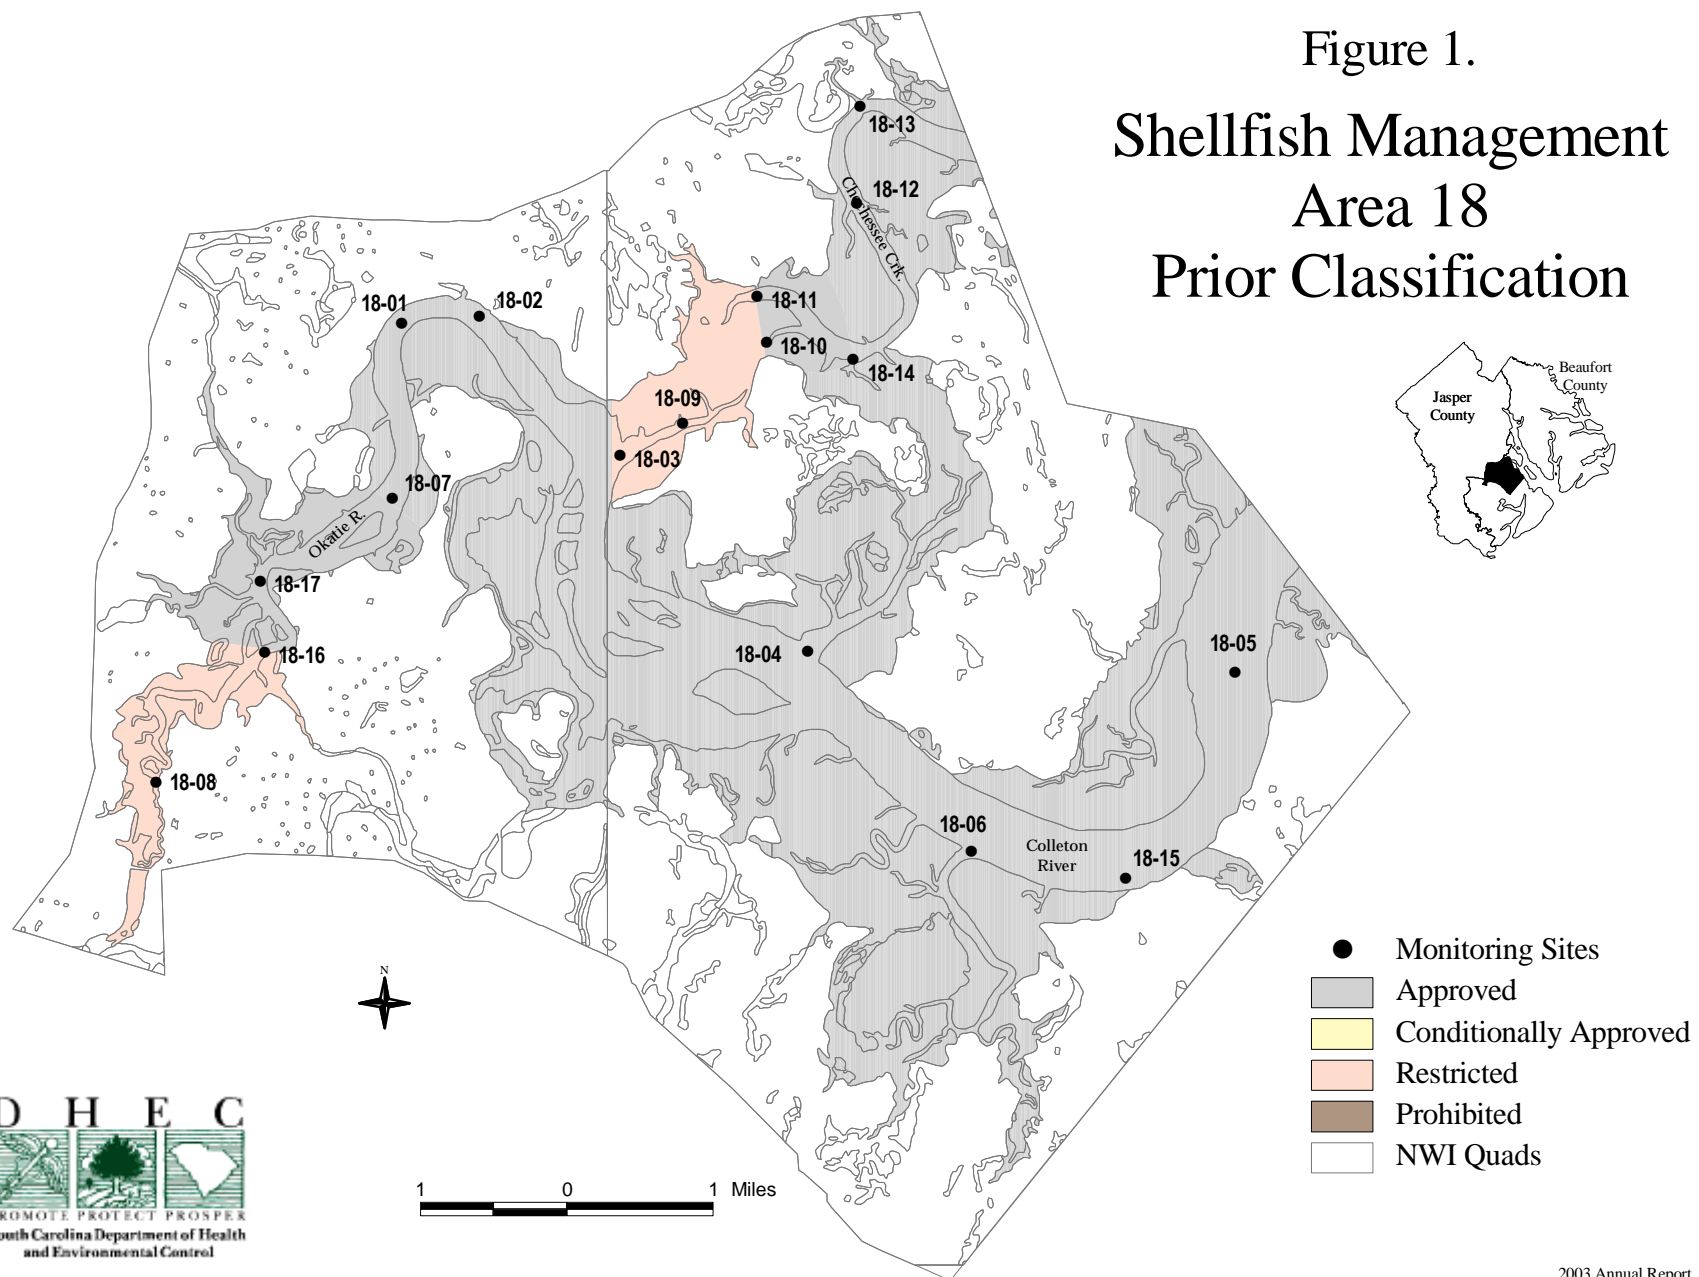 Figure 1.
Shellfish Management
Area 18
Prior Classification
18-13
18-12
Crk.
18-01
18-02
18-11
18-10
18-14
Beaufort
County
Jasper
County
18-09
18-03
18-07
Okatie R.
18-17
18-16
18-04
18-05
18-08
18-06
Colleton
River
18-15
N
Monitoring Sites
Approved
Conditionally Approved
Restricted
Prohibited
NWI Quads
1 0 1 Miles
D H E C
PROMOTE PROTECT PROSPER
South Carolina Department of Health
and Environmental Control
2003 Annual Report